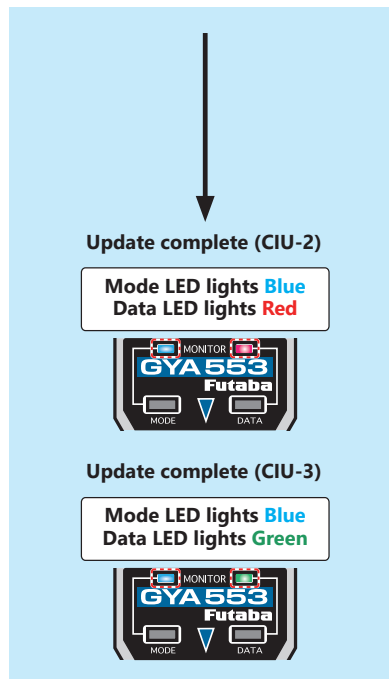 Update complete (CIU-2)
Mode LED lights Blue
Data LED lights Red
MONITOR
GYA553
Futaba
MODE DATA
Update complete (CIU-3)
Mode LED lights Blue
Data LED lights Green
MONITOR
GYA553
Futaba
MODE DATA